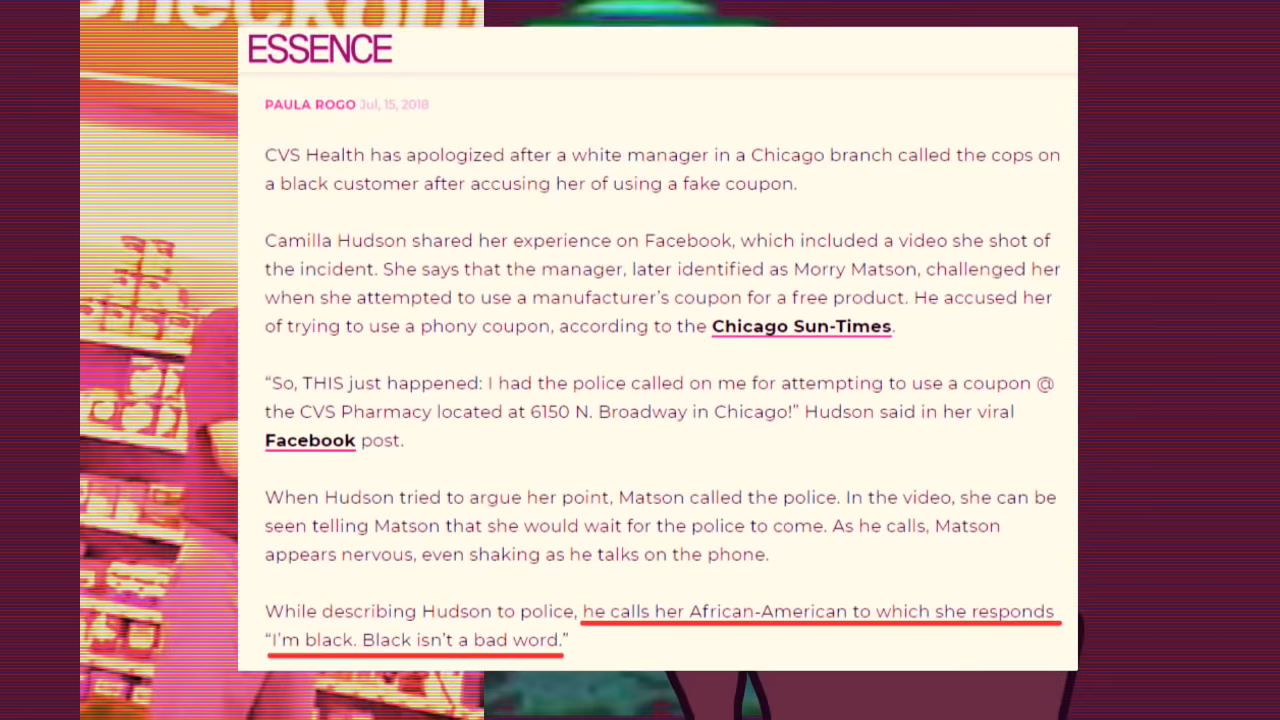 Checkout
ESSENCE
PAULA ROGO Jul, 15, 2018
CVS Health has apologized after a white manager in a Chicago branch called the cops on
a black customer after accusing her of using a fake coupon.
Camilla Hudson shared her experience on Facebook, which included a video she shot of
the incident. She says that the manager, later identified as Morry Matson, challenged her
when she attempted to use a manufacturer’s coupon for a free product. He accused her
of trying to use a phony coupon, according to the Chicago Sun-Times.
“So, THIS just happened: I had the police called on me for attempting to use a coupon @
the CVS Pharmacy located at 6150 N. Broadway in Chicago!” Hudson said in her viral
Facebook post.
When Hudson tried to argue her point, Matson called the police. In the video, she can be
seen telling Matson that she would wait for the police to come. As he calls, Matson
appears nervous, even shaking as he talks on the phone.
While describing Hudson to police, he calls her African-American to which she responds
“I’m black. Black isn’t a bad word.”